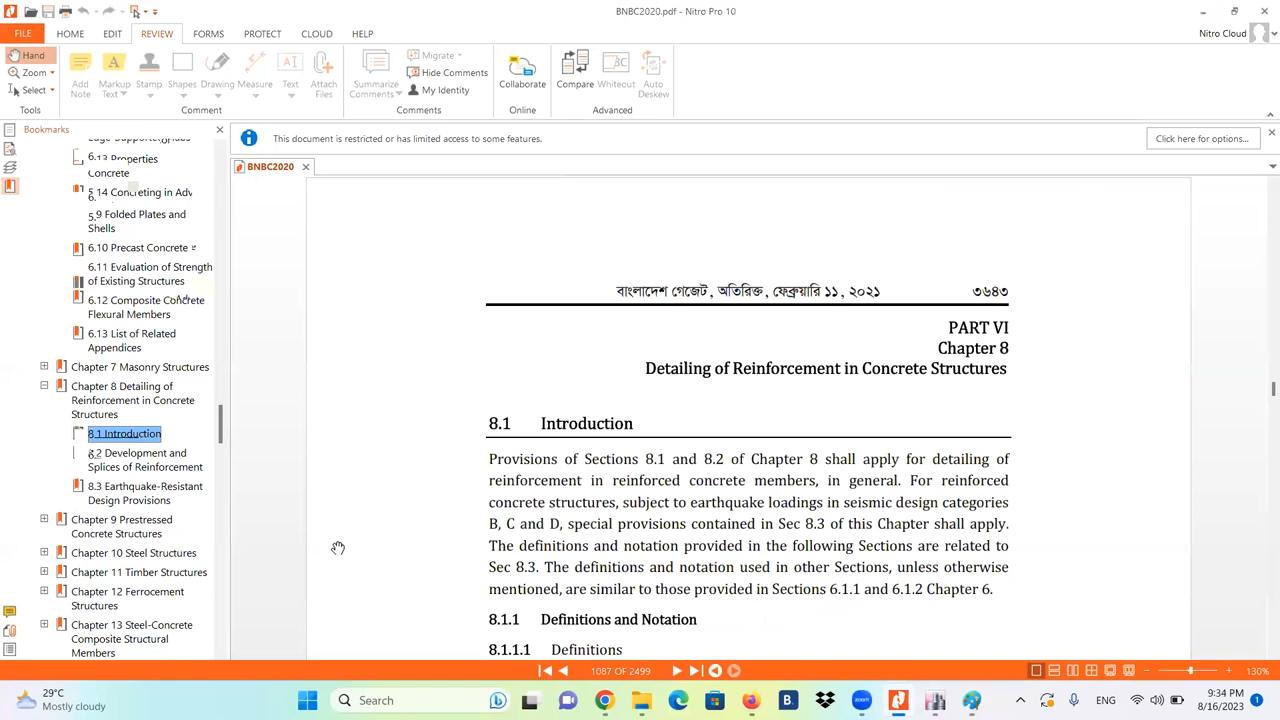 BNBC2020.pdf - Nitro Pro 10
FILE HOME EDIT REVIEW FORMS PROTECT CLOUD HELP
Nitro Cloud
Hand
Zoom
Select
Tools
Add Note
Markup Text
Stamp
Shapes
Drawing
Measure
Text
Attach Files
Comment
Summarize Comments
Migrate
Hide Comments
My Identity
Comments
Collaborate
Online
Compare
Whiteout
Auto Deskew
Advanced
Bookmarks
This document is restricted or has limited access to some features.
Click here for options...
BNBC2020
6.13 Properties
Concrete
5.14 Concreting in Adv
6.
5.9 Folded Plates and
Shells
6.10 Precast Concrete
6.11 Evaluation of Strength
of Existing Structures
6.12 Composite Concrete
Flexural Members
6.13 List of Related
Appendices
Chapter 7 Masonry Structures
Chapter 8 Detailing of
Reinforcement in Concrete
Structures
8.1 Introduction
8.2 Development and
Splices of Reinforcement
8.3 Earthquake-Resistant
Design Provisions
Chapter 9 Prestressed
Concrete Structures
Chapter 10 Steel Structures
Chapter 11 Timber Structures
Chapter 12 Ferrocement
Structures
Chapter 13 Steel-Concrete
Composite Structural
Members
বাংলাদেশ গেজেট, অতিরিক্ত, ফেব্রুয়ারি ১১, ২০২১ ৩৬৪৩
PART VI
Chapter 8
Detailing of Reinforcement in Concrete Structures
8.1 Introduction
Provisions of Sections 8.1 and 8.2 of Chapter 8 shall apply for detailing of
reinforcement in reinforced concrete members, in general. For reinforced
concrete structures, subject to earthquake loadings in seismic design categories
B, C and D, special provisions contained in Sec 8.3 of this Chapter shall apply.
The definitions and notation provided in the following Sections are related to
Sec 8.3. The definitions and notation used in other Sections, unless otherwise
mentioned, are similar to those provided in Sections 6.1.1 and 6.1.2 Chapter 6.
8.1.1 Definitions and Notation
8.1.1.1 Definitions
1087 OF 2499
130%
29°C
Mostly cloudy
Search
ENG
9:34 PM
8/16/2023